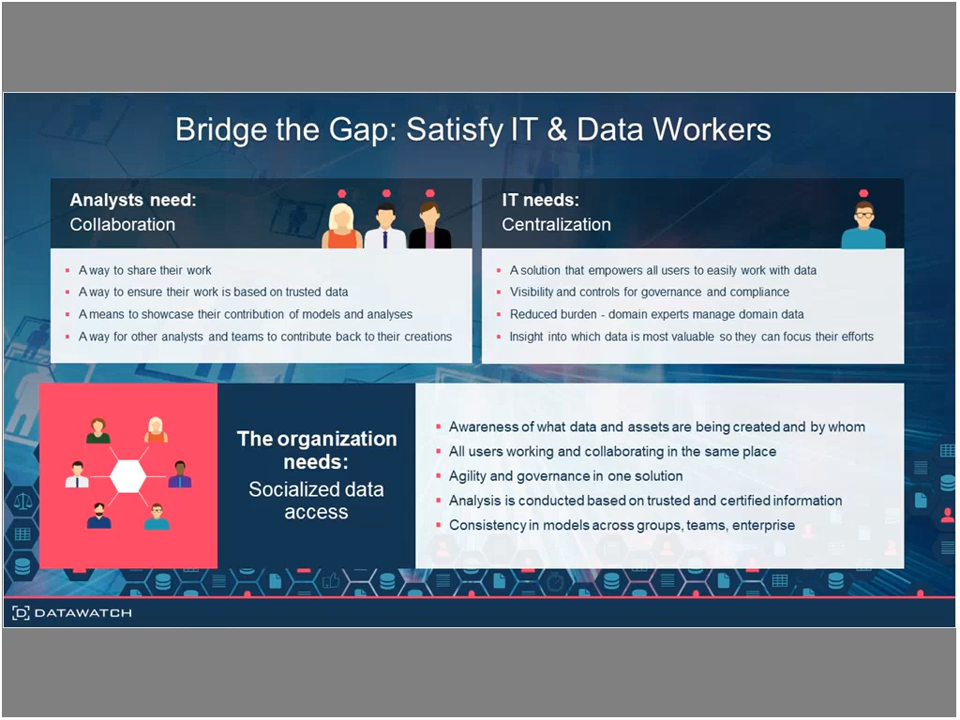 Bridge the Gap: Satisfy IT & Data Workers
Analysts need:
Collaboration
▪ A way to share their work
▪ A way to ensure their work is based on trusted data
▪ A means to showcase their contribution of models and analyses
▪ A way for other analysts and teams to contribute back to their creations
IT needs:
Centralization
▪ A solution that empowers all users to easily work with data
▪ Visibility and controls for governance and compliance
▪ Reduced burden - domain experts manage domain data
▪ Insight into which data is most valuable so they can focus their efforts
The organization
needs:
Socialized data
access
▪ Awareness of what data and assets are being created and by whom
▪ All users working and collaborating in the same place
▪ Agility and governance in one solution
▪ Analysis is conducted based on trusted and certified information
▪ Consistency in models across groups, teams, enterprise
[D] DATAWATCH